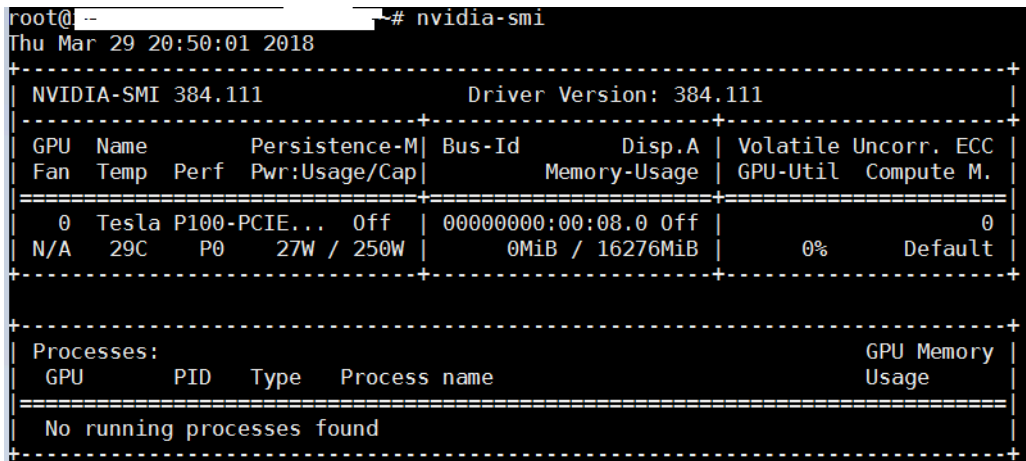 root@ ~# nvidia-smi
Thu Mar 29 20:50:01 2018
+-----------------------------------------------------------------------------+
| NVIDIA-SMI 384.111                Driver Version: 384.111                   |
|-------------------------------+----------------------+----------------------+
| GPU  Name        Persistence-M| Bus-Id        Disp.A | Volatile Uncorr. ECC |
| Fan  Temp  Perf  Pwr:Usage/Cap|         Memory-Usage | GPU-Util  Compute M. |
|===============================+======================+======================|
|   0  Tesla P100-PCIE...  Off  | 00000000:00:08.0 Off |                    0 |
| N/A   29C    P0    27W / 250W |      0MiB / 16276MiB |      0%      Default |
+-------------------------------+----------------------+----------------------+
+-----------------------------------------------------------------------------+
| Processes:                                                       GPU Memory |
|  GPU       PID   Type   Process name                             Usage      |
|=============================================================================|
|  No running processes found                                                 |
+-----------------------------------------------------------------------------+